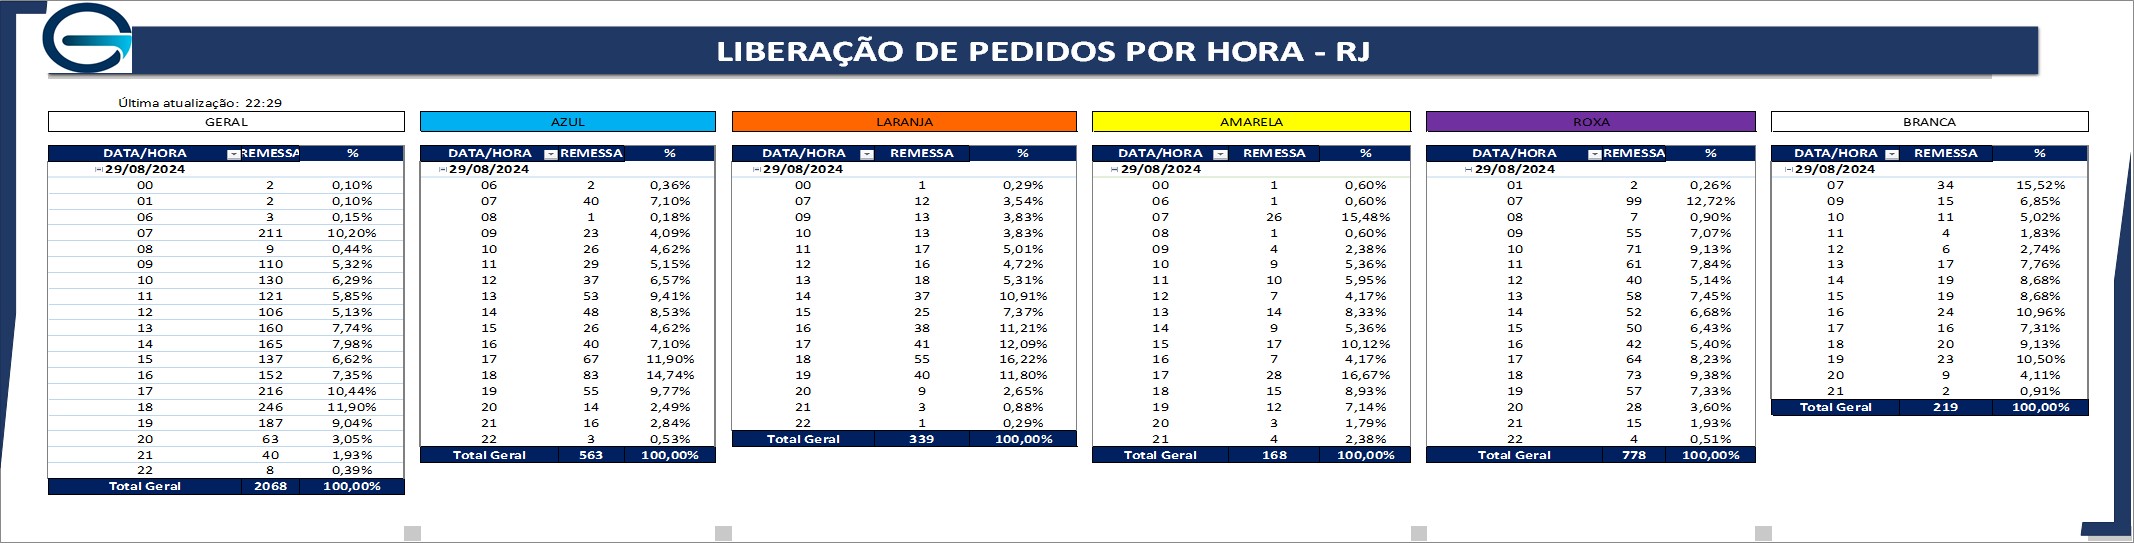 LIBERAÇÃO DE PEDIDOS POR HORA - RJ
Última atualização: 22:29
GERAL
DATA/HORA REMESSA %
29/08/2024
00 2 0,10%
01 2 0,10%
06 3 0,15%
07 211 10,20%
08 9 0,44%
09 110 5,32%
10 130 6,29%
11 121 5,85%
12 106 5,13%
13 160 7,74%
14 165 7,98%
15 137 6,62%
16 152 7,35%
17 216 10,44%
18 246 11,90%
19 187 9,04%
20 63 3,05%
21 40 1,93%
22 8 0,39%
Total Geral 2068 100,00%
AZUL
DATA/HORA REMESSA %
29/08/2024
06 2 0,36%
07 40 7,10%
08 1 0,18%
09 23 4,09%
10 26 4,62%
11 29 5,15%
12 37 6,57%
13 53 9,41%
14 48 8,53%
15 26 4,62%
16 40 7,10%
17 67 11,90%
18 83 14,74%
19 55 9,77%
20 14 2,49%
21 16 2,84%
22 3 0,53%
Total Geral 563 100,00%
LARANJA
DATA/HORA REMESSA %
29/08/2024
00 1 0,29%
07 12 3,54%
09 13 3,83%
10 13 3,83%
11 17 5,01%
12 16 4,72%
13 18 5,31%
14 37 10,91%
15 25 7,37%
16 38 11,21%
17 41 12,09%
18 55 16,22%
19 40 11,80%
20 9 2,65%
21 3 0,88%
22 1 0,29%
Total Geral 339 100,00%
AMARELA
DATA/HORA REMESSA %
29/08/2024
00 1 0,60%
06 1 0,60%
07 26 15,48%
08 1 0,60%
09 4 2,38%
10 9 5,36%
11 10 5,95%
12 7 4,17%
13 14 8,33%
14 9 5,36%
15 17 10,12%
16 7 4,17%
17 28 16,67%
18 15 8,93%
19 12 7,14%
20 3 1,79%
21 4 2,38%
Total Geral 168 100,00%
ROXA
DATA/HORA REMESSA %
29/08/2024
01 2 0,26%
07 99 12,72%
08 7 0,90%
09 55 7,07%
10 71 9,13%
11 61 7,84%
12 40 5,14%
13 58 7,45%
14 52 6,68%
15 50 6,43%
16 42 5,40%
17 64 8,23%
18 73 9,38%
19 57 7,33%
20 28 3,60%
21 15 1,93%
22 4 0,51%
Total Geral 778 100,00%
BRANCA
DATA/HORA REMESSA %
29/08/2024
07 34 15,52%
09 15 6,85%
10 11 5,02%
11 4 1,83%
12 6 2,74%
13 17 7,76%
14 19 8,68%
15 19 8,68%
16 24 10,96%
17 16 7,31%
18 20 9,13%
19 23 10,50%
20 9 4,11%
21 2 0,91%
Total Geral 219 100,00%